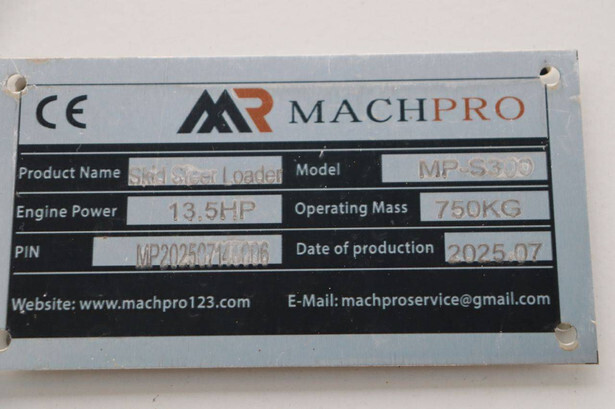 CE MR MACHPRO
Product Name Skid Steer Loader Model MP-S300
Engine Power 13.5HP Operating Mass 750KG
PIN Date of production 2025.07
Website: www.machpro123.com E-Mail: machproservice@gmail.com